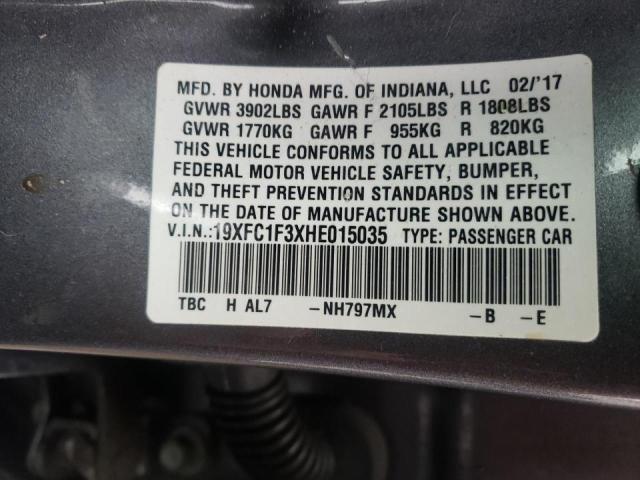 MFD. BY HONDA MFG. OF INDIANA, LLC 02/'17
GVWR 3902LBS GAWR F 2105LBS R 1808LBS
GVWR 1770KG GAWR F 955KG R 820KG
THIS VEHICLE CONFORMS TO ALL APPLICABLE
FEDERAL MOTOR VEHICLE SAFETY, BUMPER,
AND THEFT PREVENTION STANDARDS IN EFFECT
ON THE DATE OF MANUFACTURE SHOWN ABOVE.
V.I.N.:19XFC1F3XHE015035 TYPE: PASSENGER CAR
TBC H AL7 -NH797MX -B -E